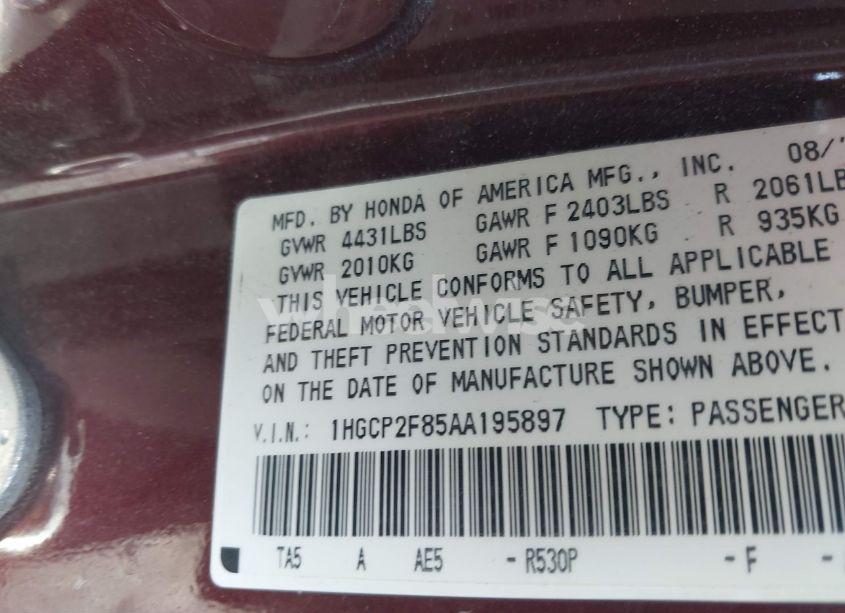 MFD. BY HONDA OF AMERICA MFG., INC. 08/
GVWR 4431LBS GAWR F 2403LBS R 2061LB
GVWR 2010KG GAWR F 1090KG R 935KG
THIS VEHICLE CONFORMS TO ALL APPLICABLE
FEDERAL MOTOR VEHICLE SAFETY, BUMPER,
AND THEFT PREVENTION STANDARDS IN EFFECT
ON THE DATE OF MANUFACTURE SHOWN ABOVE.
V.I.N.: 1HGCP2F85AA195897 TYPE: PASSENGER
TA5 A AE5 - R530P - F -
wheelwise